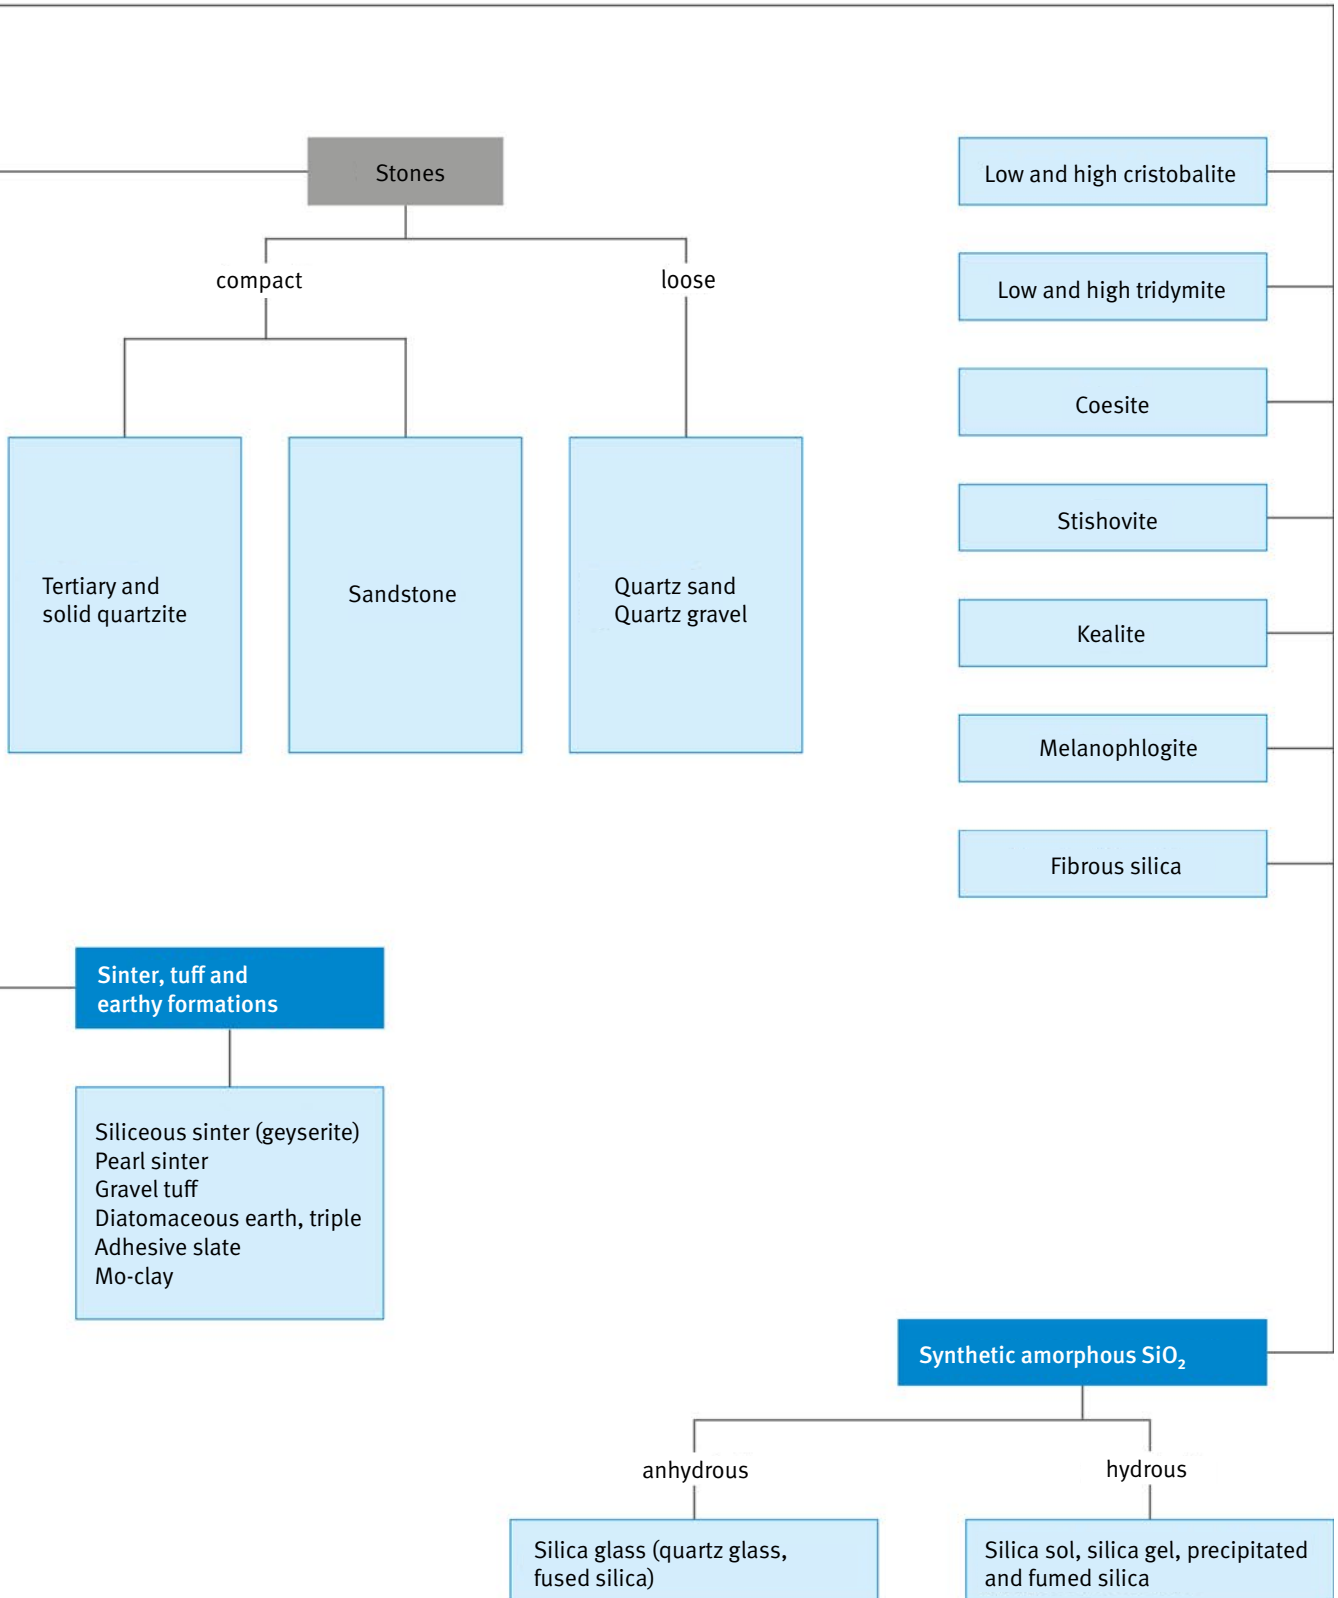 Stones
compact
loose
Tertiary and
solid quartzite
Sandstone
Quartz sand
Quartz gravel
Low and high cristobalite
Low and high tridymite
Coesite
Stishovite
Kealite
Melanophlogite
Fibrous silica
Sinter, tuff and
earthy formations
Siliceous sinter (geyserite)
Pearl sinter
Gravel tuff
Diatomaceous earth, triple
Adhesive slate
Mo-clay
Synthetic amorphous SiO₂
anhydrous
hydrous
Silica glass (quartz glass,
fused silica)
Silica sol, silica gel, precipitated
and fumed silica